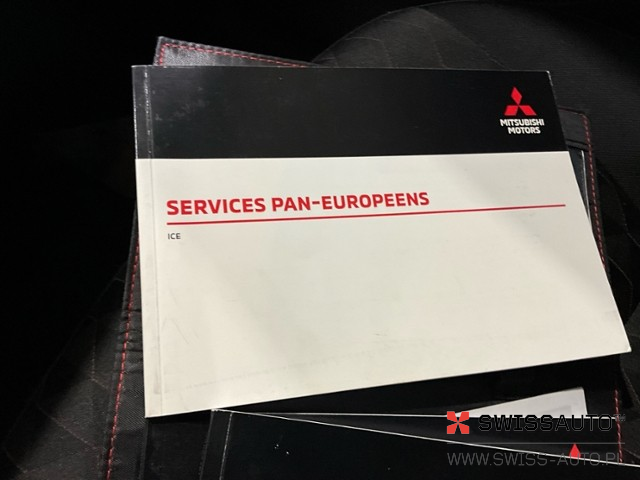 MITSUBISHI
MOTORS
SERVICES PAN-EUROPEENS
ICE
SWISSAUTO
WWW.SWISS-AUTO.PL